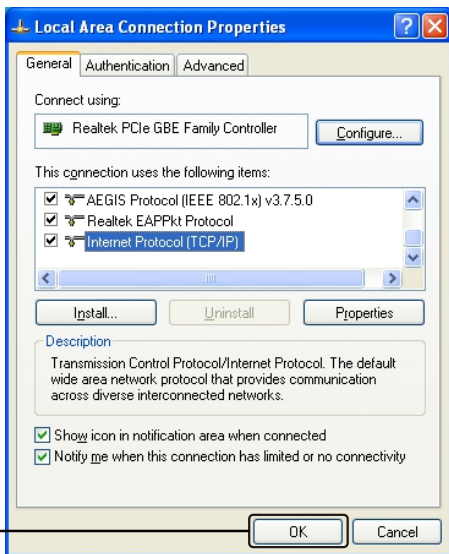 Local Area Connection Properties
General Authentication Advanced
Connect using:
Realtek PCIe GBE Family Controller
Configure...
This connection uses the following items:
AEGIS Protocol (IEEE 802.1x) v3.7.5.0
Realtek EAPPkt Protocol
Internet Protocol (TCP/IP)
Install... Uninstall Properties
Description
Transmission Control Protocol/Internet Protocol. The default
wide area network protocol that provides communication
across diverse interconnected networks.
Show icon in notification area when connected
Notify me when this connection has limited or no connectivity
OK Cancel